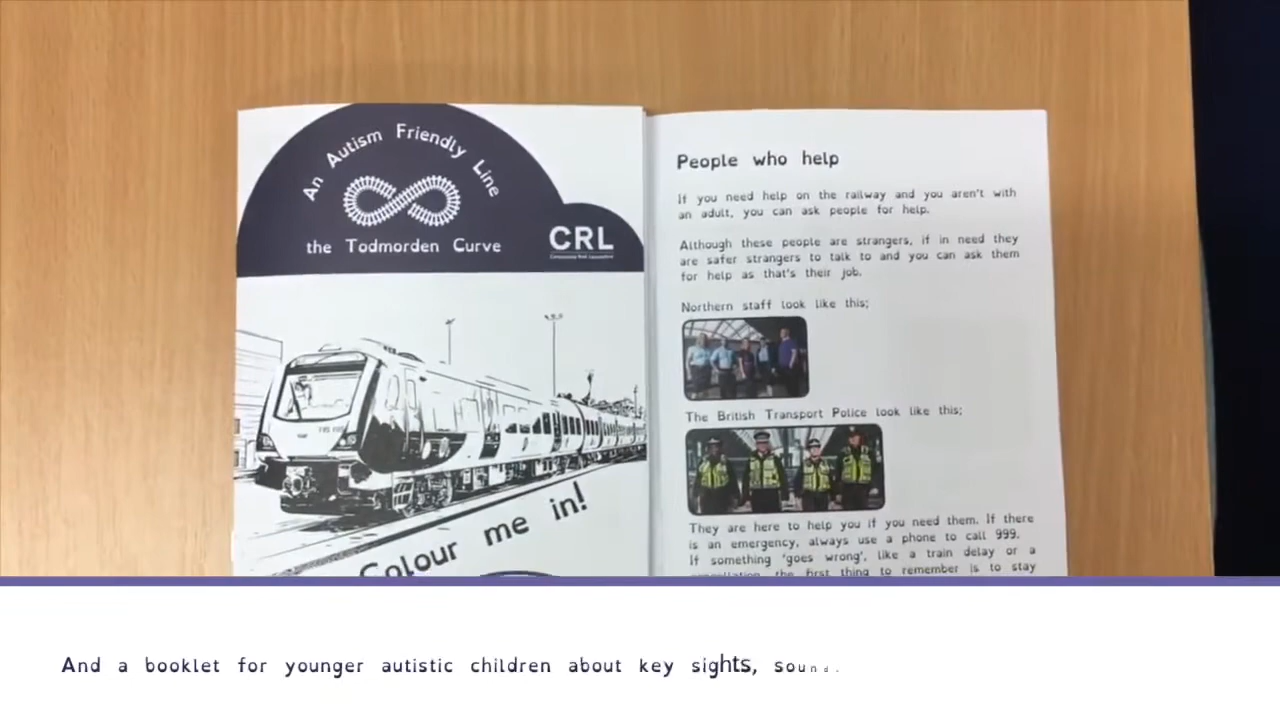 An Autism Friendly Line
the Todmorden Curve
CRL
Colour me in!
People who help
If you need help on the railway and you aren't with
an adult, you can ask people for help.
Although these people are strangers, if in need they
are safer strangers to talk to and you can ask them
for help as that's their job.
Northern staff look like this;
The British Transport Police look like this;
They are here to help you if you need them. If there
is an emergency, always use a phone to call 999.
If something 'goes wrong', like a train delay or a
the first thing to remember is to stay
And a booklet for younger autistic children about key sights, soun